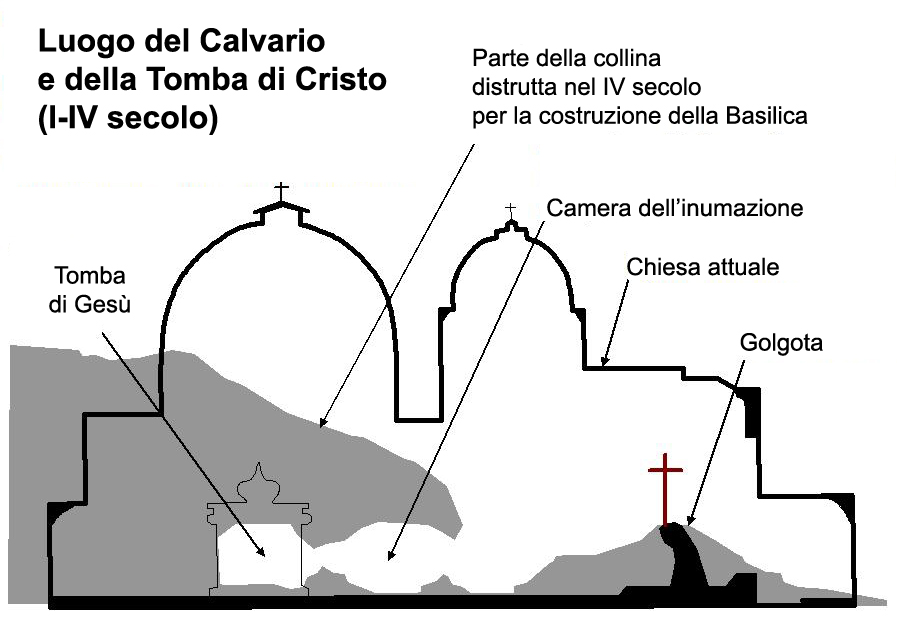 Luogo del Calvario
e della Tomba di Cristo
(I-IV secolo)
Parte della collina
distrutta nel IV secolo
per la costruzione della Basilica
Camera dell'inumazione
Chiesa attuale
Tomba
di Gesù
Golgota